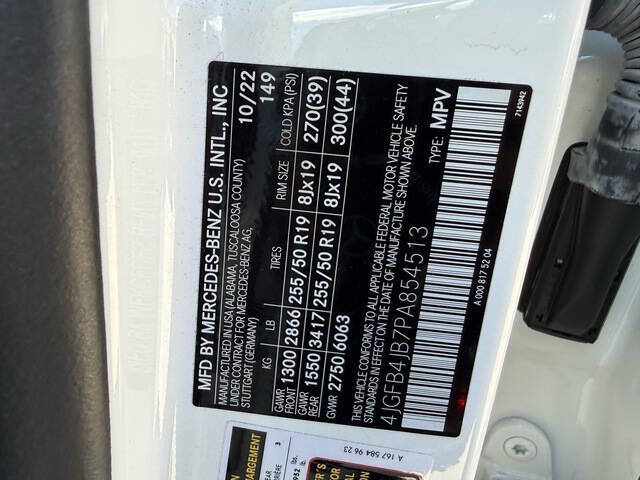 MFD BY MERCEDES-BENZ U.S. INTL., INC
MANUFACTURED IN USA (ALABAMA, TUSCALOOSA COUNTY)
UNDER CONTRACT FOR MERCEDES-BENZ AG,
STUTTGART (GERMANY)
10/22
149
KG LB TIRES RIM SIZE COLD KPA (PSI)
GAWR FRONT 1300 2866 255/50 R19 8Jx19 270(39)
GAWR REAR 1550 3417 255/50 R19 8Jx19 300(44)
GVWR 2750 6063
THIS VEHICLE CONFORMS TO ALL APPLICABLE FEDERAL MOTOR VEHICLE SAFETY
STANDARDS IN EFFECT ON THE DATE OF MANUFACTURE SHOWN ABOVE.
4JGFB4JB7PA854513 TYPE: MPV
A 000 817 52 04 7143942
A 167 584 96 23
3
lbs.